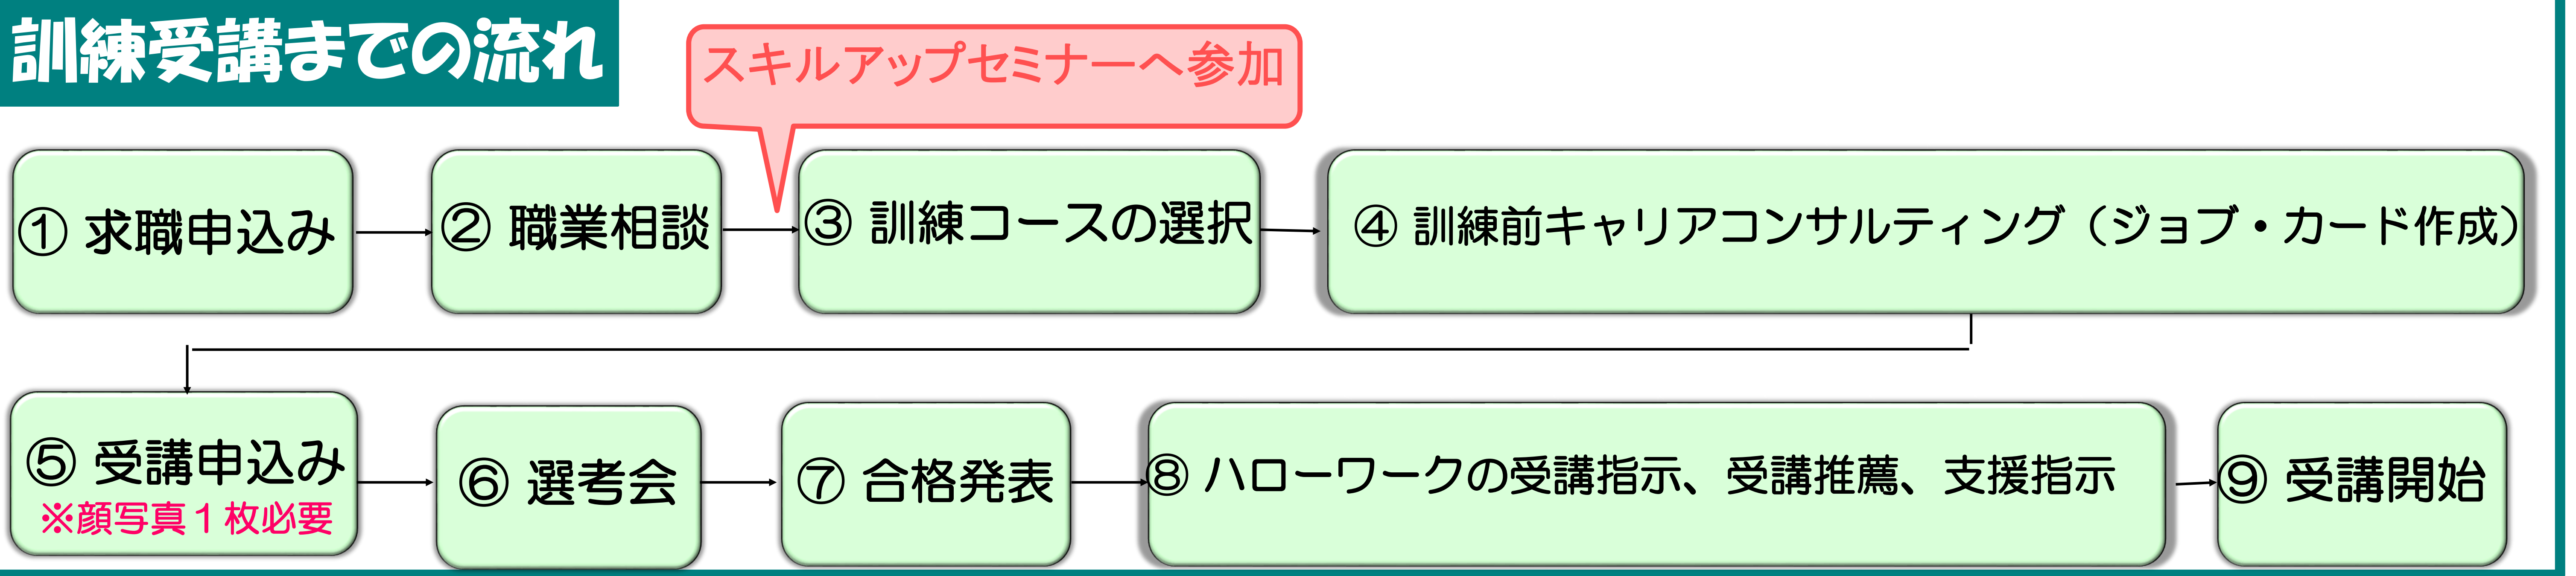 訓練受講までの流れ
スキルアップセミナーへ参加
① 求職申込み
② 職業相談
③ 訓練コースの選択
④ 訓練前キャリアコンサルティング（ジョブ・カード作成）
⑤ 受講申込み
※顔写真１枚必要
⑥ 選考会
⑦ 合格発表
⑧ ハローワークの受講指示、受講推薦、支援指示
⑨ 受講開始